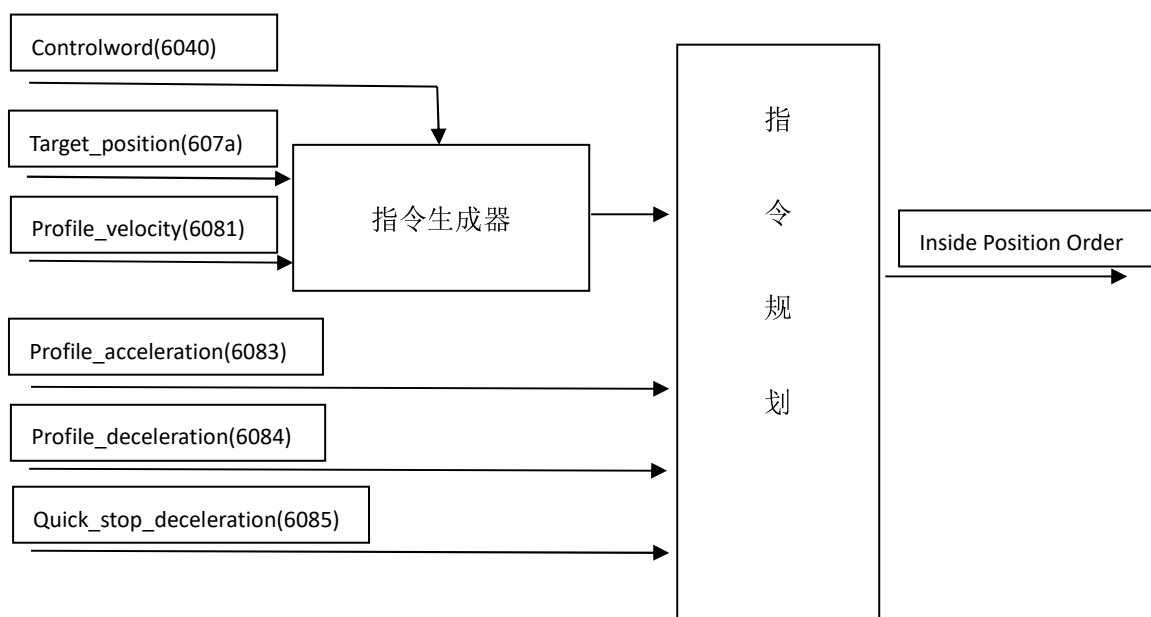 Controlword(6040)
Target_position(607a)
Profile_velocity(6081)
指令生成器
Profile_acceleration(6083)
Profile_deceleration(6084)
Quick_stop_deceleration(6085)
指
令
规
划
Inside Position Order